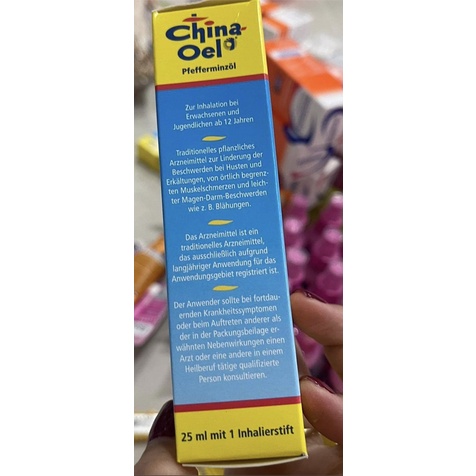 China
Oel
Pfefferminzöl
Zur Inhalation bei
Erwachsenen und
Jugendlichen ab 12 Jahren
Traditionelles pflanzliches
Arzneimittel zur Linderung der
Beschwerden bei Husten und
Erkältungen, von örtlich begrenz-
ten Muskelschmerzen und leich-
ter Magen-Darm-Beschwerden
wie z. B. Blähungen.
Das Arzneimittel ist ein
traditionelles Arzneimittel,
das ausschließlich aufgrund
langjähriger Anwendung für das
Anwendungsgebiet registriert ist.
Der Anwender sollte bei fortdau-
ernden Krankheitssymptomen
oder beim Auftreten anderer als
der in der Packungsbeilage er-
wähnten Nebenwirkungen einen
Arzt oder eine andere in einem
Heilberuf tätige qualifizierte
Person konsultieren.
25 ml mit 1 Inhalierstift